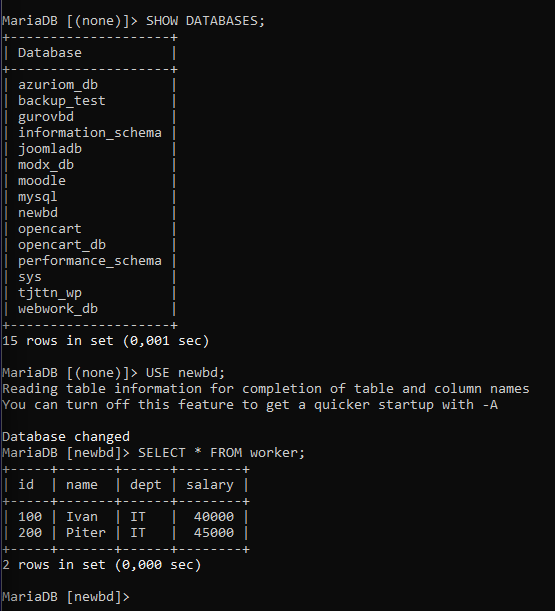 MariaDB [(none)]> SHOW DATABASES;
+--------------------+
| Database           |
+--------------------+
| azuriom_db         |
| backup_test        |
| gurovbd            |
| information_schema |
| joomladb           |
| modx_db            |
| moodle             |
| mysql              |
| newbd              |
| opencart           |
| opencart_db        |
| performance_schema |
| sys                |
| tjttn_wp           |
| webwork_db         |
+--------------------+
15 rows in set (0,001 sec)

MariaDB [(none)]> USE newbd;
Reading table information for completion of table and column names
You can turn off this feature to get a quicker startup with -A

Database changed
MariaDB [newbd]> SELECT * FROM worker;
+-----+-------+------+--------+
| id  | name  | dept | salary |
+-----+-------+------+--------+
| 100 | Ivan  | IT   |  40000 |
| 200 | Piter | IT   |  45000 |
+-----+-------+------+--------+
2 rows in set (0,000 sec)

MariaDB [newbd]>